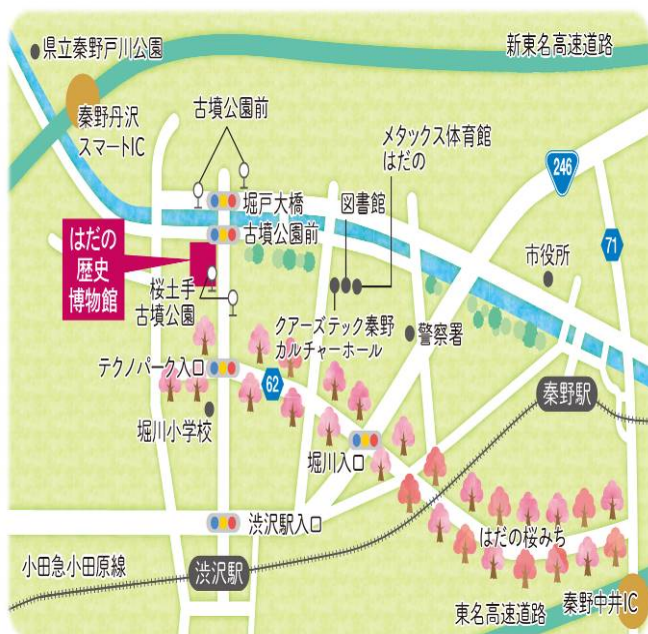 県立秦野戸川公園
新東名高速道路
秦野丹沢
スマートIC
古墳公園前
メタックス体育館
はだの
246
堀戸大橋
図書館
はだの
歴史
博物館
古墳公園前
市役所
71
桜土手
古墳公園
クアーズテック秦野
カルチャーホール
警察署
テクノパーク入口
62
秦野駅
堀川小学校
堀川入口
渋沢駅入口
はだの桜みち
小田急小田原線
渋沢駅
東名高速道路
秦野中井IC